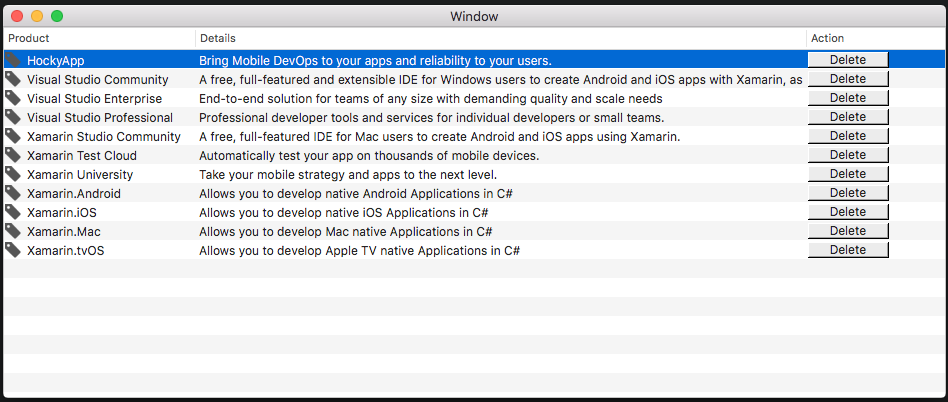 Window
Product Details Action
HockyApp Bring Mobile DevOps to your apps and reliability to your users. Delete
Visual Studio Community A free, full-featured and extensible IDE for Windows users to create Android and iOS apps with Xamarin, as Delete
Visual Studio Enterprise End-to-end solution for teams of any size with demanding quality and scale needs Delete
Visual Studio Professional Professional developer tools and services for individual developers or small teams. Delete
Xamarin Studio Community A free, full-featured IDE for Mac users to create Android and iOS apps using Xamarin. Delete
Xamarin Test Cloud Automatically test your app on thousands of mobile devices. Delete
Xamarin University Take your mobile strategy and apps to the next level. Delete
Xamarin.Android Allows you to develop native Android Applications in C# Delete
Xamarin.iOS Allows you to develop native iOS Applications in C# Delete
Xamarin.Mac Allows you to develop Mac native Applications in C# Delete
Xamarin.tvOS Allows you to develop Apple TV native Applications in C# Delete